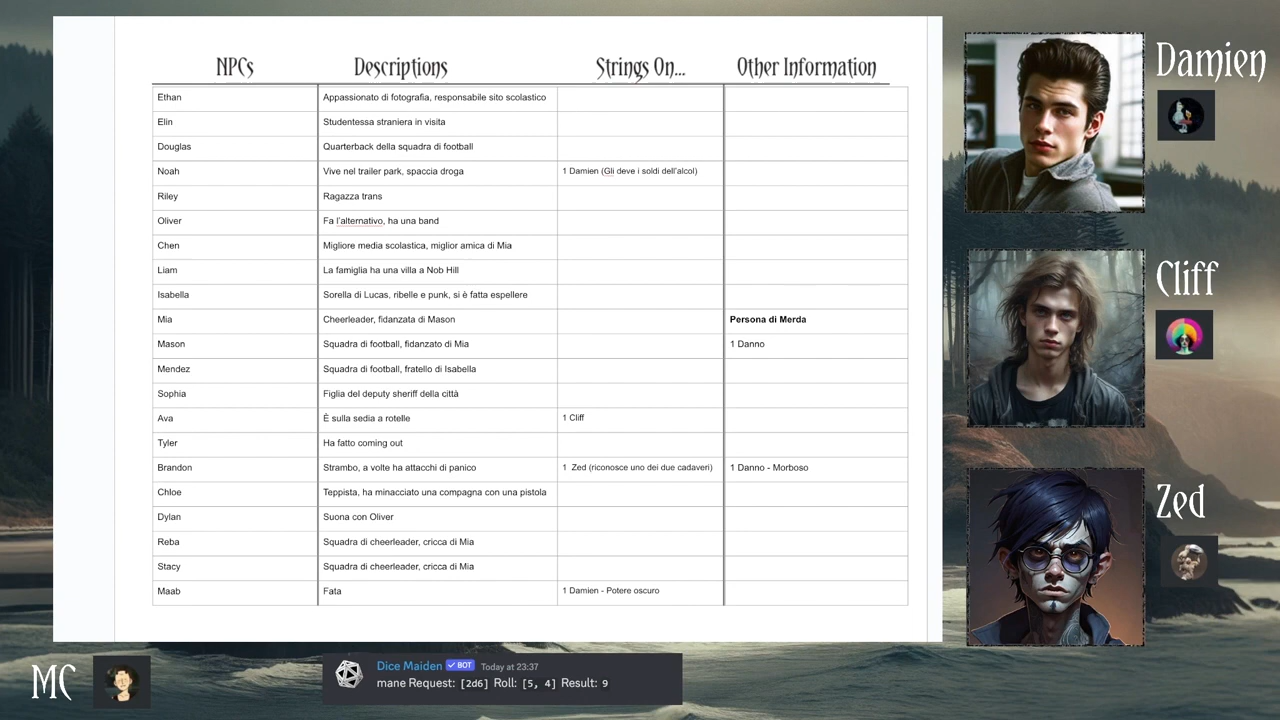 NPCs Descriptions Strings On... Other Information
Ethan Appassionato di fotografia, responsabile sito scolastico
Elin Studentessa straniera in visita
Douglas Quarterback della squadra di football
Noah Vive nel trailer park, spaccia droga 1 Damien (Gli deve i soldi dell'alcol)
Riley Ragazza trans
Oliver Fa l'alternativo, ha una band
Chen Migliore media scolastica, miglior amica di Mia
Liam La famiglia ha una villa a Nob Hill
Isabella Sorella di Lucas, ribelle e punk, si è fatta espellere
Mia Cheerleader, fidanzata di Mason Persona di Merda
Mason Squadra di football, fidanzato di Mia 1 Danno
Mendez Squadra di football, fratello di Isabella
Sophia Figlia del deputy sheriff della città
Ava È sulla sedia a rotelle 1 Cliff
Tyler Ha fatto coming out
Brandon Strambo, a volte ha attacchi di panico 1 Zed (riconosce uno dei due cadaveri) 1 Danno - Morboso
Chloe Teppista, ha minacciato una compagna con una pistola
Dylan Suona con Oliver
Reba Squadra di cheerleader, cricca di Mia
Stacy Squadra di cheerleader, cricca di Mia
Maab Fata 1 Damien - Potere oscuro
Damien
Cliff
Zed
MC
Dice Maiden BOT Today at 23:37
mane Request: [2d6] Roll: [5, 4] Result: 9